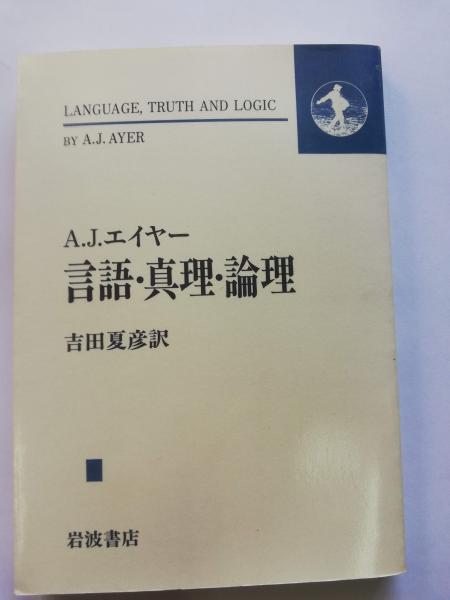 LANGUAGE, TRUTH AND LOGIC
BY A.J. AYER
A.J.エイヤー
言語・真理・論理
吉田夏彦訳
岩波書店